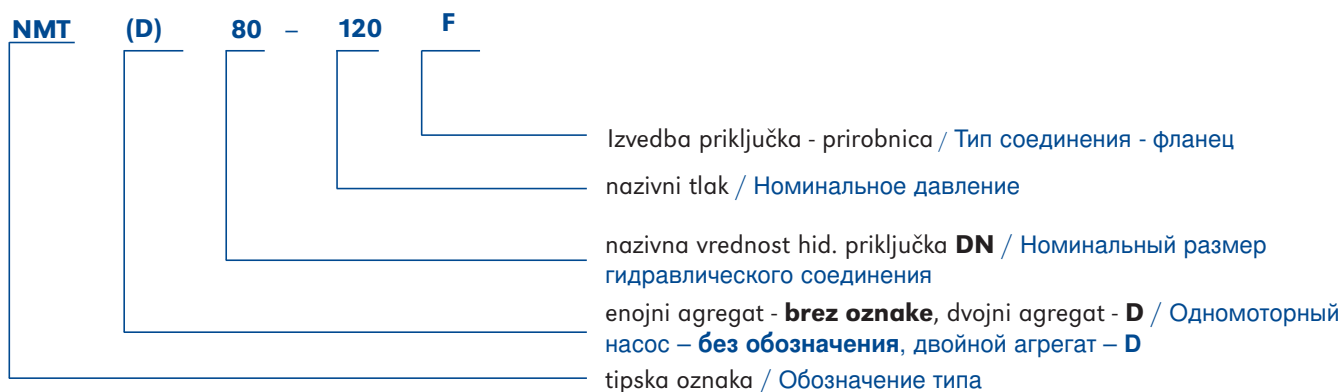 NMT (D) 80 – 120 F
Izvedba priključka - prirobnica / Тип соединения - фланец
nazivni tlak / Номинальное давление
nazivna vrednost hid. priključka DN / Номинальный размер
гидравлического соединения
enojni agregat - brez oznake, dvojni agregat - D / Одномоторный
насос – без обозначения, двойной агрегат – D
tipska oznaka / Обозначение типа